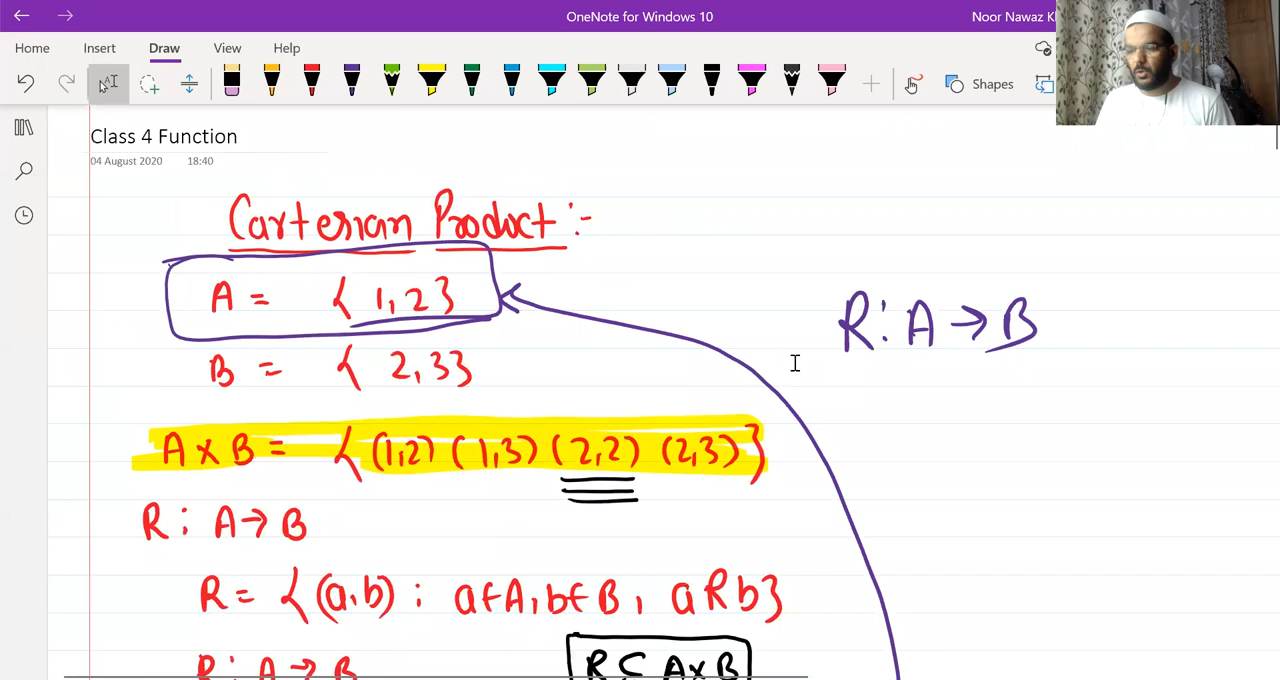 OneNote for Windows 10
Noor Nawaz
Home Insert Draw View Help
Shapes
Class 4 Function
04 August 2020 18:40
Carterian Product :-
A = { 1,2}
R : A → B
B = { 2,3}
A × B = { (1,2) (1,3) (2,2) (2,3)}
R : A → B
R = { (a,b) : a∈A, b∈B, aRb}
R : A → B
R ⊆ A×B